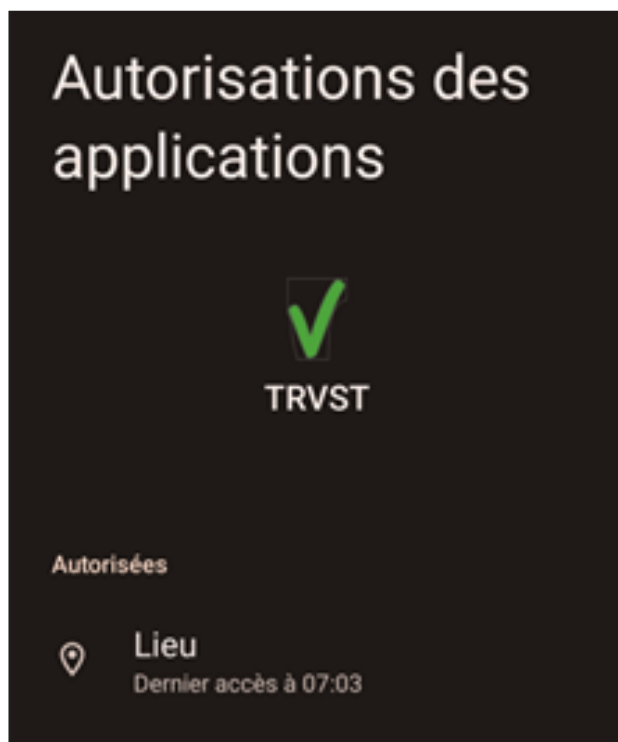 Autorisations des
applications
TRVST
Autorisées
Lieu
Dernier accès à 07:03